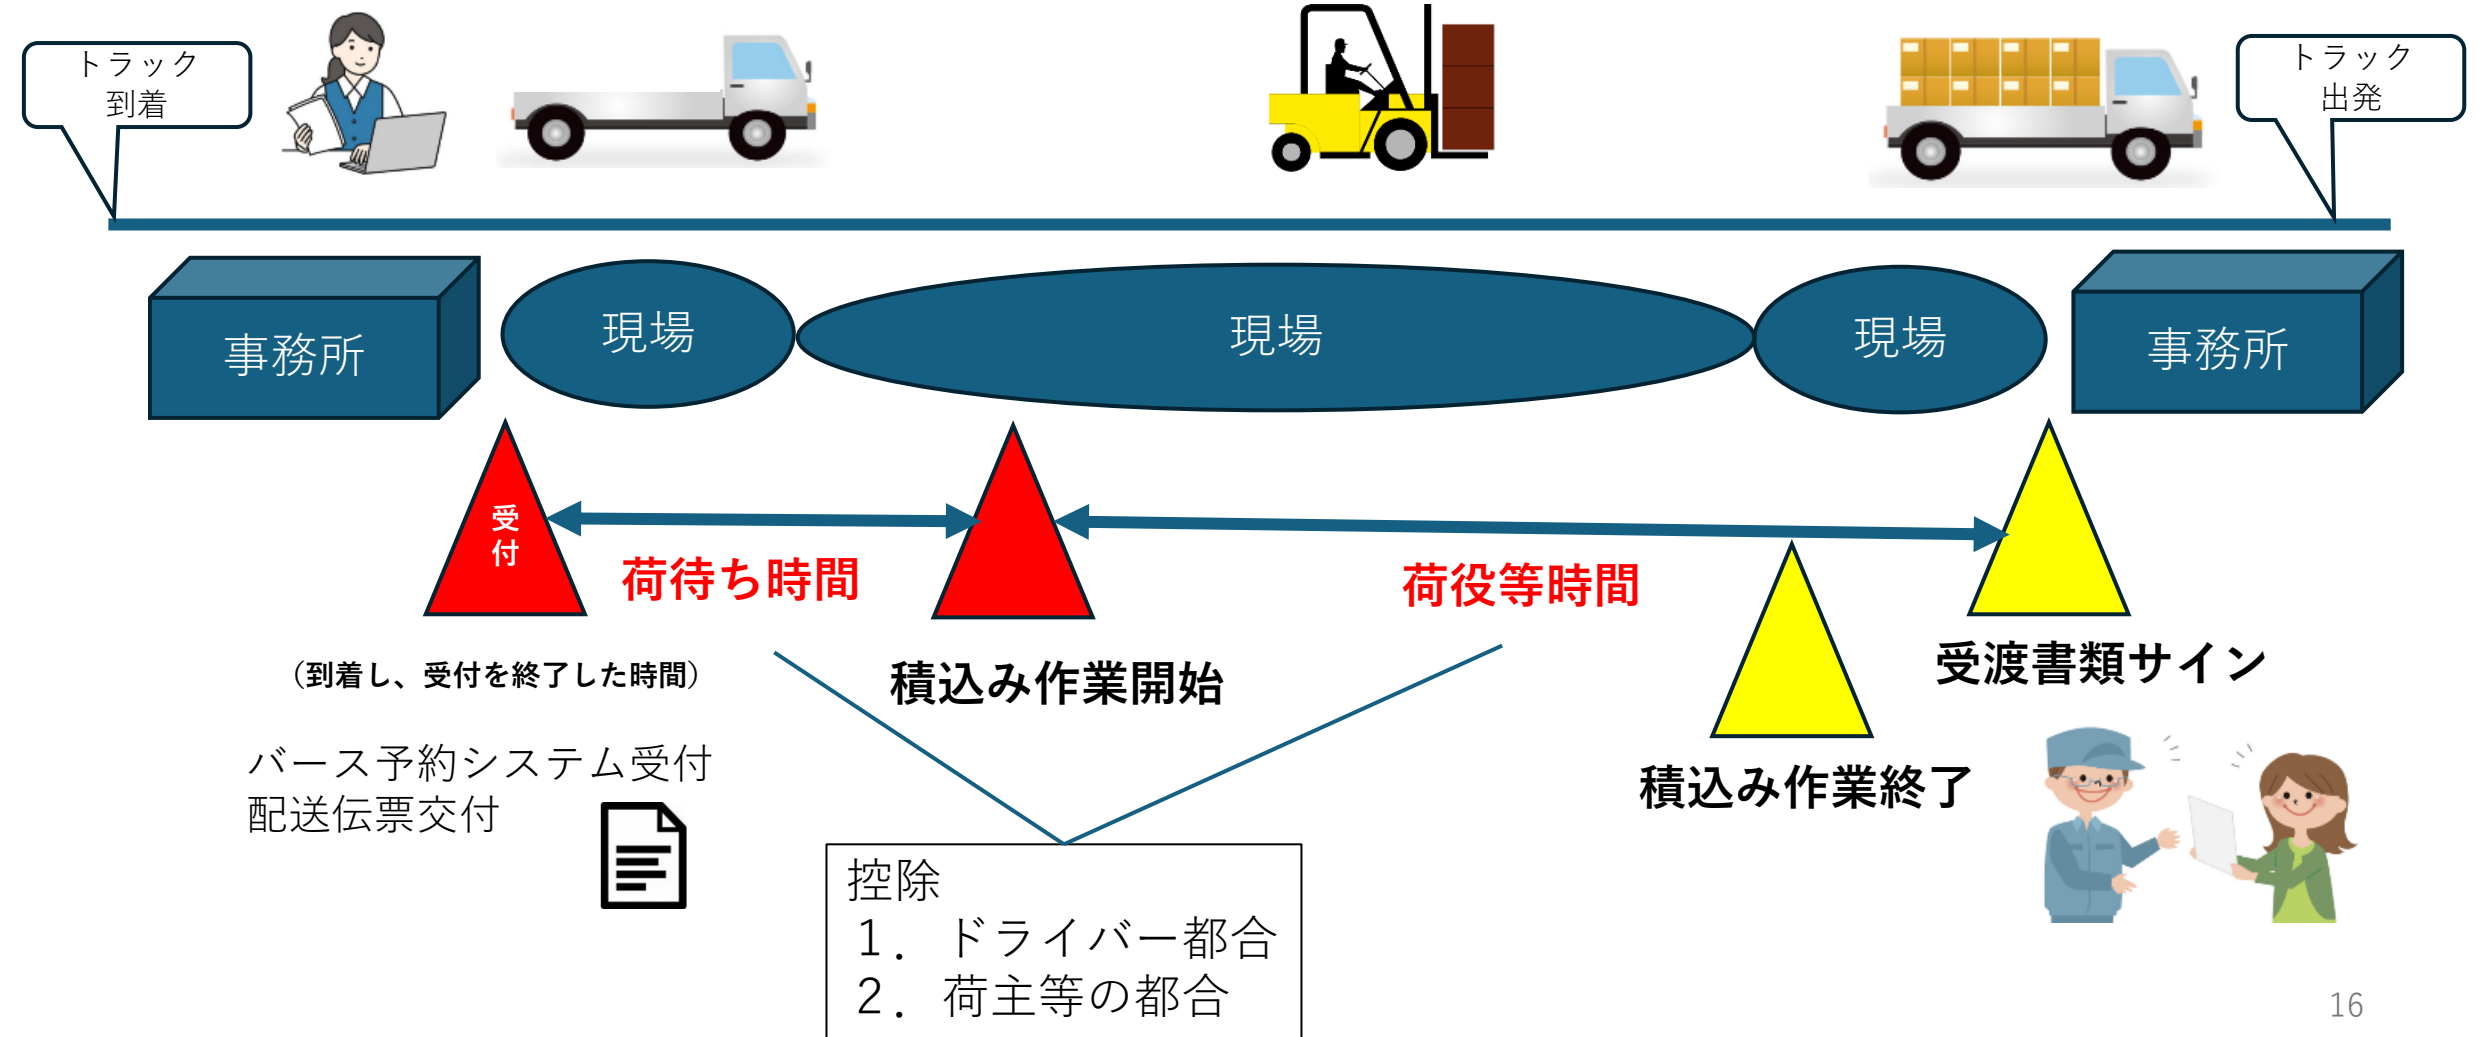 トラック
到着
トラック
出発
事務所
現場
現場
現場
事務所
受
付
荷待ち時間
荷役等時間
（到着し、受付を終了した時間）
積込み作業開始
受渡書類サイン
バース予約システム受付
配送伝票交付
積込み作業終了
控除
１．ドライバー都合
２．荷主等の都合
16